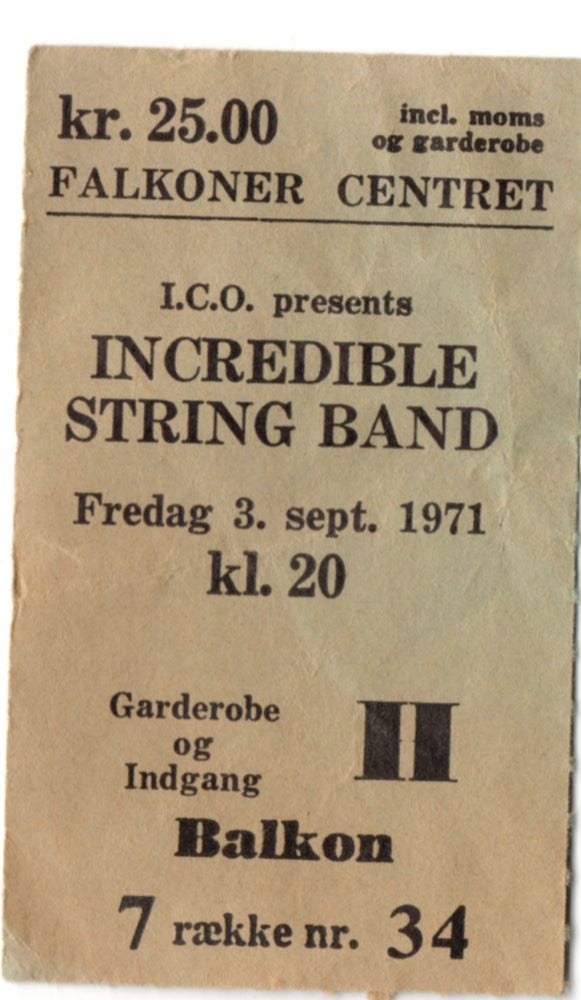 kr. 25.00 incl. moms
og garderobe
FALKONER CENTRET
I.C.O. presents
INCREDIBLE
STRING BAND
Fredag 3. sept. 1971
kl. 20
Garderobe
og
Indgang
II
Balkon
7 række nr. 34